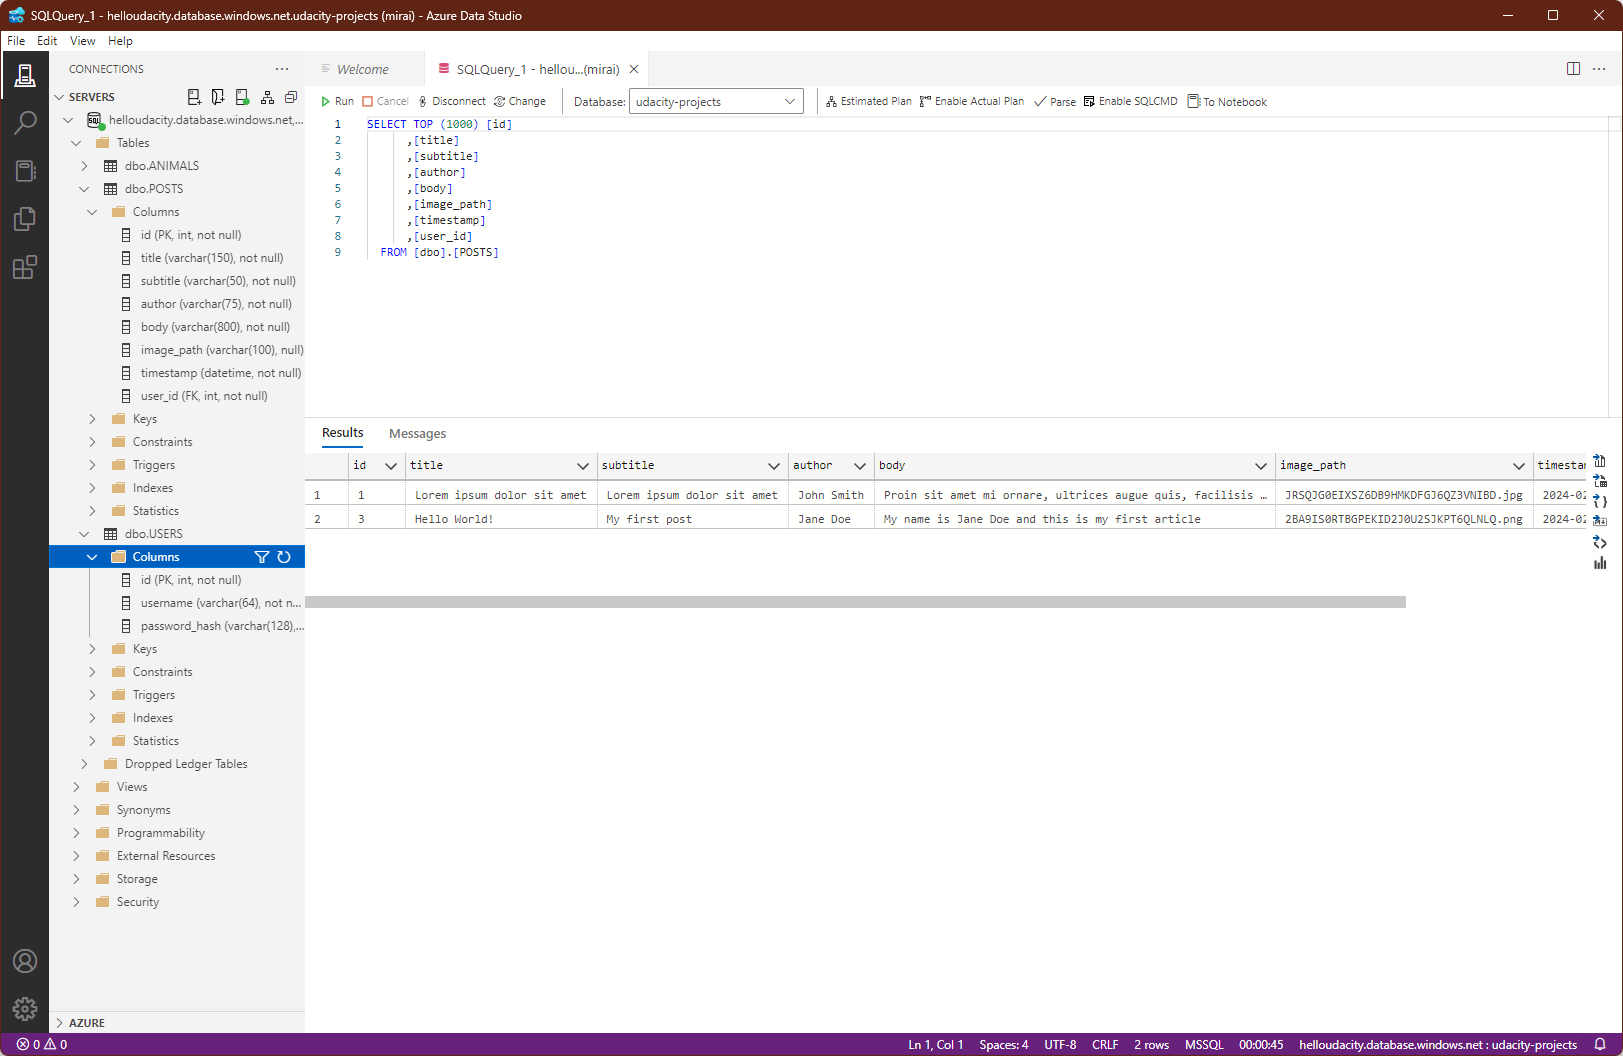 SQLQuery_1 - helloudacity.database.windows.net.udacity-projects (mirai) - Azure Data Studio
File Edit View Help
CONNECTIONS
SERVERS
helloudacity.database.windows.net,...
Tables
dbo.ANIMALS
dbo.POSTS
Columns
id (PK, int, not null)
title (varchar(150), not null)
subtitle (varchar(50), not null)
author (varchar(75), not null)
body (varchar(800), not null)
image_path (varchar(100), null)
timestamp (datetime, not null)
user_id (FK, int, not null)
Keys
Constraints
Triggers
Indexes
Statistics
dbo.USERS
Columns
id (PK, int, not null)
username (varchar(64), not n...
password_hash (varchar(128),...
Keys
Constraints
Triggers
Indexes
Statistics
Dropped Ledger Tables
Views
Synonyms
Programmability
External Resources
Storage
Security
AZURE
Welcome SQLQuery_1 - hellou...(mirai)
Run Cancel Disconnect Change Database: udacity-projects Estimated Plan Enable Actual Plan Parse Enable SQLCMD To Notebook
1 SELECT TOP (1000) [id]
2 ,[title]
3 ,[subtitle]
4 ,[author]
5 ,[body]
6 ,[image_path]
7 ,[timestamp]
8 ,[user_id]
9 FROM [dbo].[POSTS]
Results Messages
id title subtitle author body image_path timestam
1 1 Lorem ipsum dolor sit amet Lorem ipsum dolor sit amet John Smith Proin sit amet mi ornare, ultrices augue quis, facilisis … JRSQJG0EIXSZ6DB9HMKDFGJ6QZ3VNIBD.jpg 2024-02
2 3 Hello World! My first post Jane Doe My name is Jane Doe and this is my first article 2BA9IS0RTBGPEKID2J0U2SJKPT6QLNLQ.png 2024-02
0 0 Ln 1, Col 1 Spaces: 4 UTF-8 CRLF 2 rows MSSQL 00:00:45 helloudacity.database.windows.net : udacity-projects